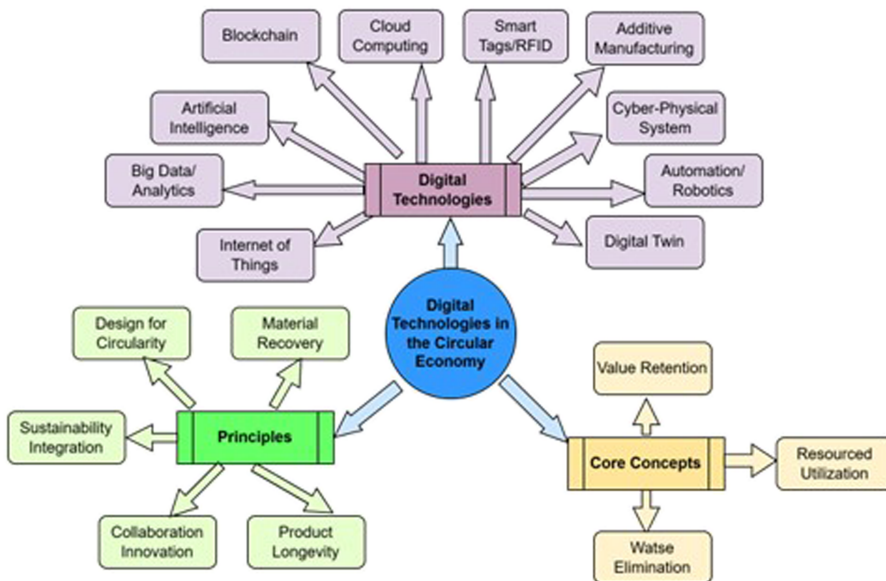 Blockchain
Cloud
Computing
Smart
Tags/RFID
Additive
Manufacturing
Artificial
Intelligence
Cyber-Physical
System
Big Data/
Analytics
Digital
Technologies
Automation/
Robotics
Internet of
Things
Digital Twin
Digital
Technologies in
the Circular
Economy
Design for
Circularity
Material
Recovery
Sustainability
Integration
Principles
Collaboration
Innovation
Product
Longevity
Value Retention
Core Concepts
Resourced
Utilization
Watse
Elimination